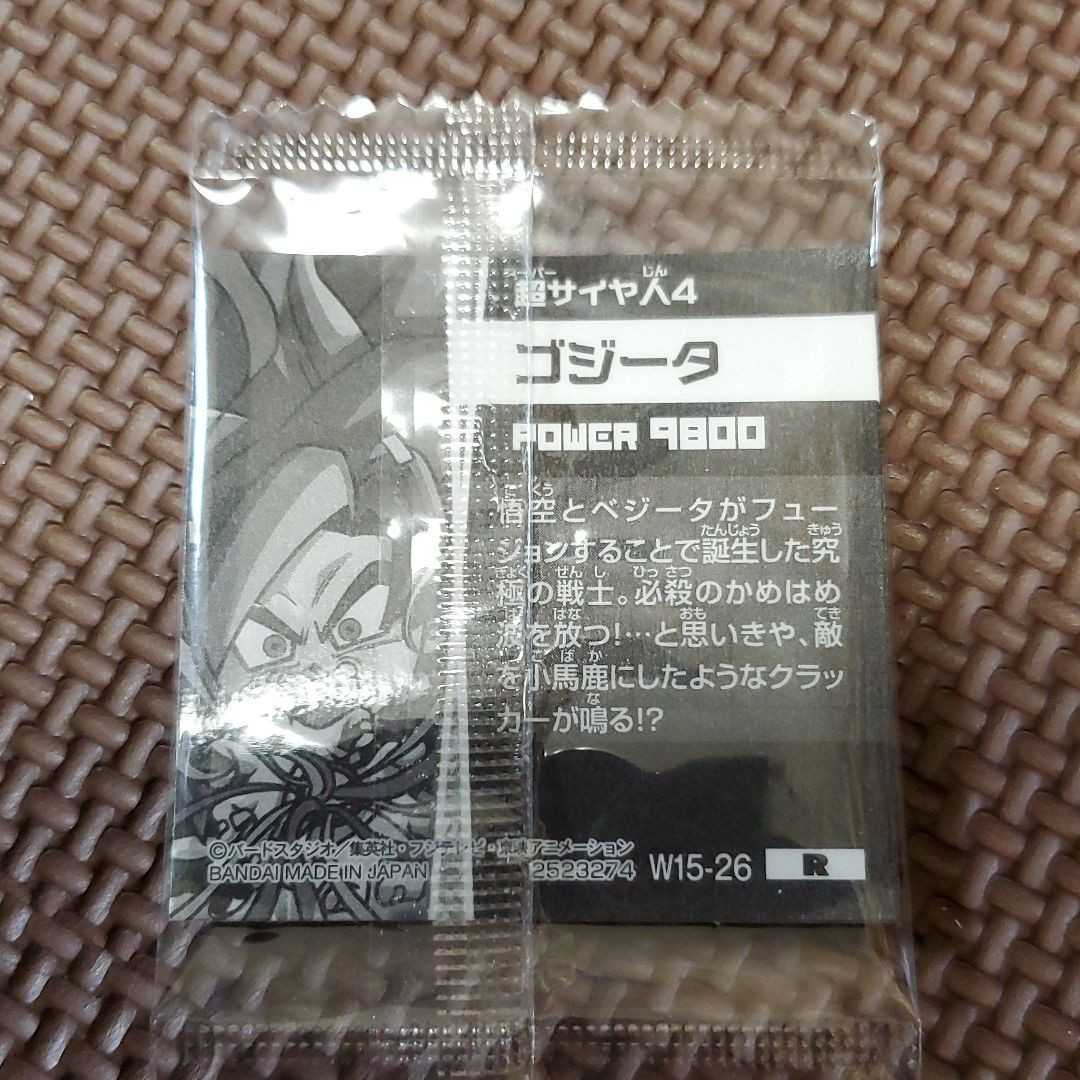 超サイヤ人4
ゴジータ
POWER 9800
悟空とベジータがフュー
ジョンすることで誕生した究
極の戦士。必殺のかめはめ
波を放つ!…と思いきや、敵
を小馬鹿にしたようなクラッ
カーが鳴る!?
©バードスタジオ/集英社・フジテレビ・東映アニメーション
BANDAI MADE IN JAPAN 2523274 W15-26 R